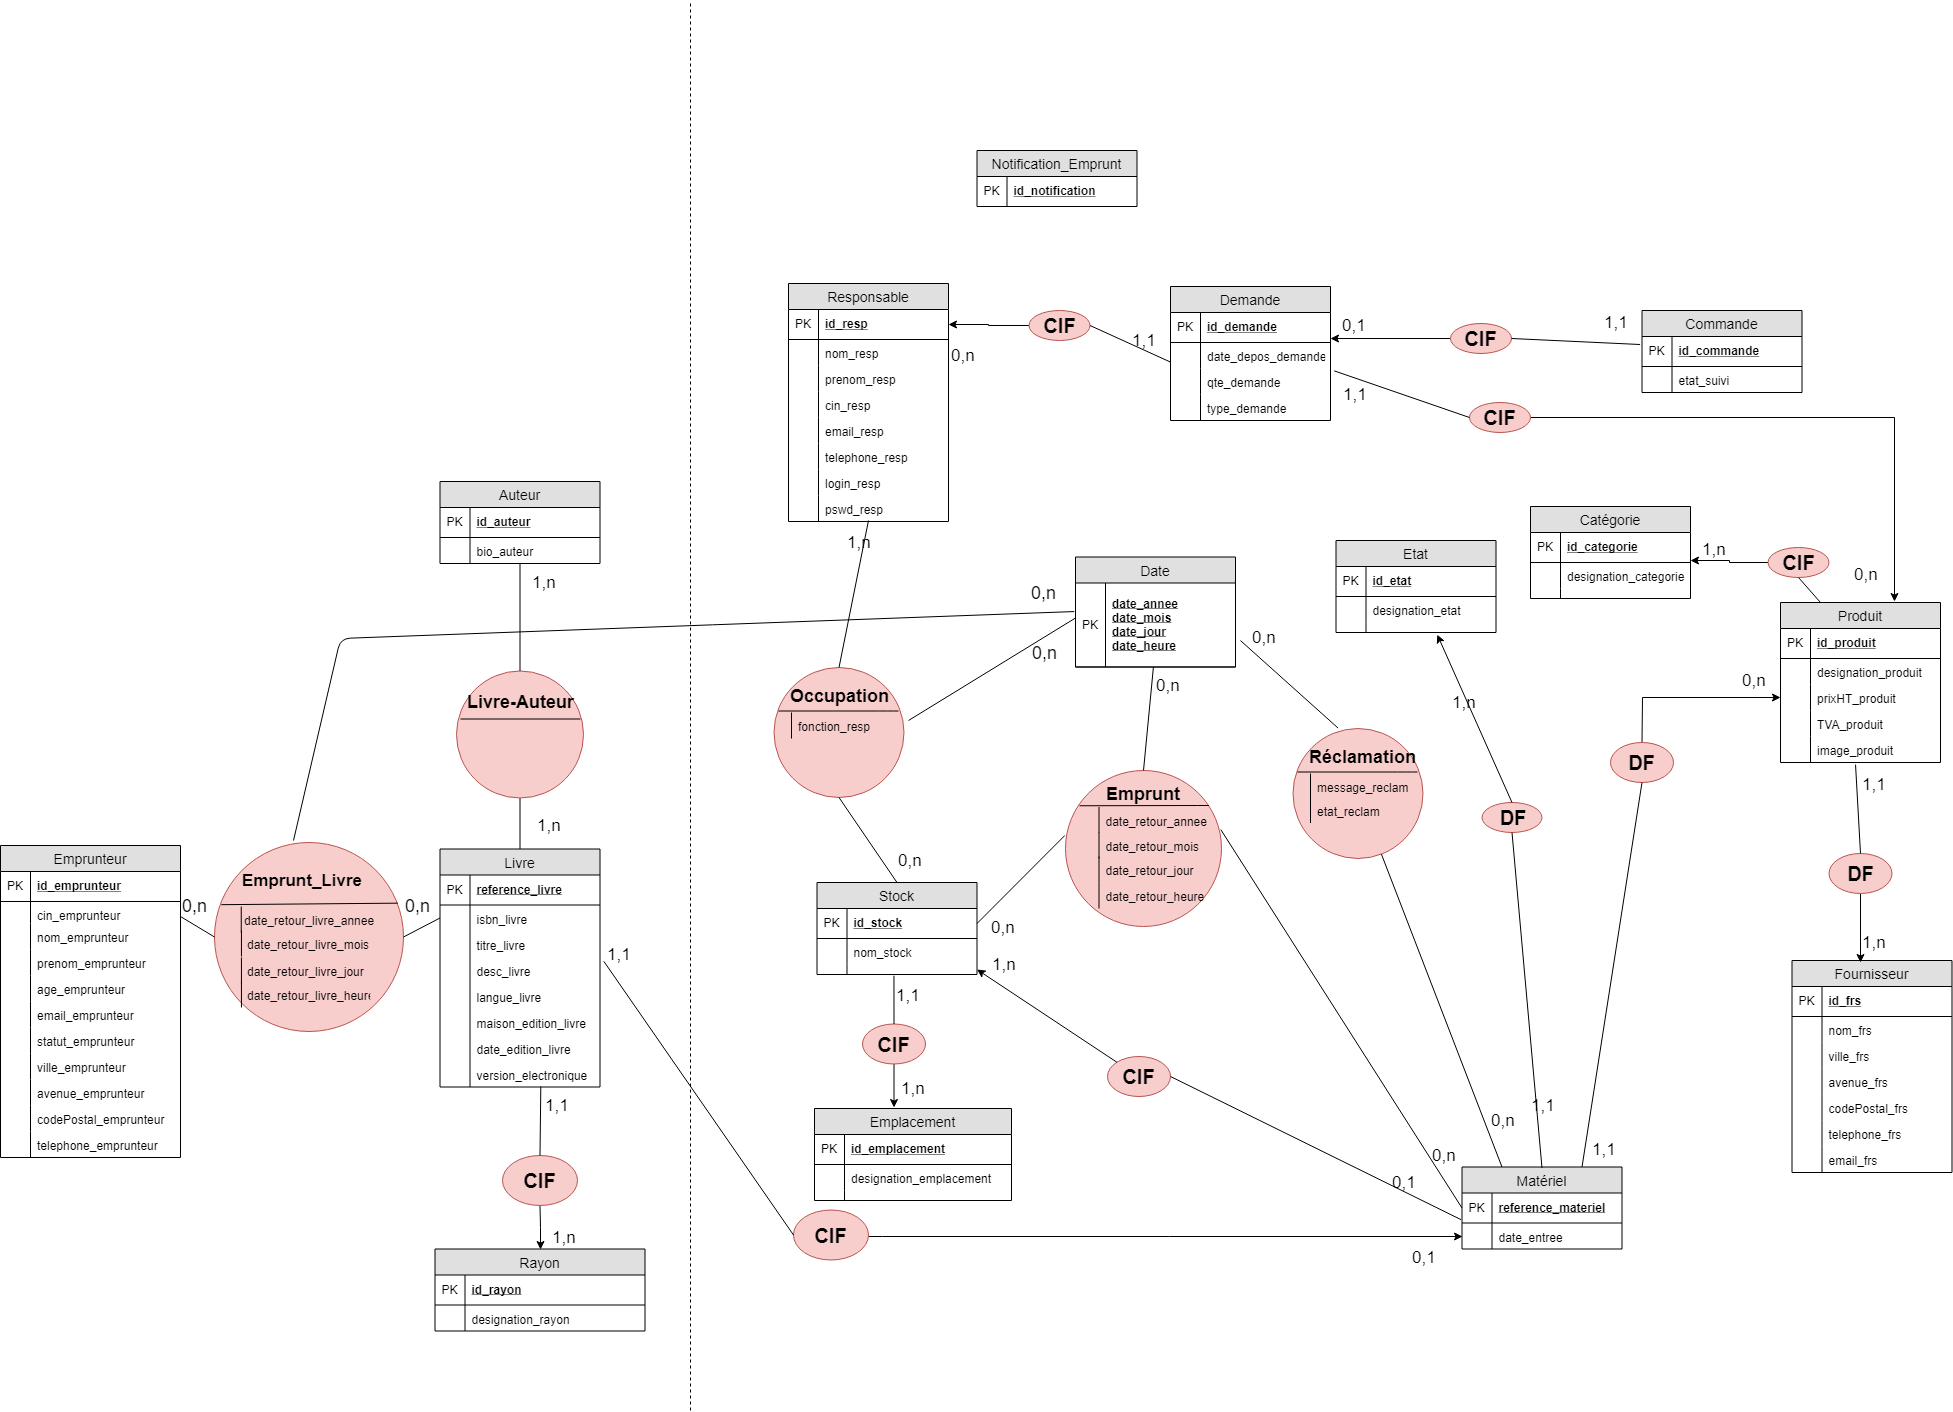 Notification_Emprunt
PK id_notification
Responsable
PK id_resp
nom_resp
prenom_resp
cin_resp
email_resp
telephone_resp
login_resp
pswd_resp
0,n
CIF
1,1
Demande
PK id_demande
date_depos_demande
qte_demande
type_demande
0,1
CIF
1,1
Commande
PK id_commande
etat_suivi
1,1
CIF
0,n
Auteur
PK id_auteur
bio_auteur
1,n
Livre-Auteur
1,n
1,n
Occupation
fonction_resp
0,n
0,n
0,n
Date
PK
date_annee
date_mois
date_jour
date_heure
0,n
0,n
Etat
PK id_etat
designation_etat
1,n
DF
1,1
Catégorie
PK id_categorie
designation_categorie
1,n
CIF
Produit
PK id_produit
designation_produit
prixHT_produit
TVA_produit
image_produit
0,n
DF
1,1
1,1
DF
1,n
Réclamation
message_reclam
etat_reclam
0,n
Emprunt
date_retour_annee
date_retour_mois
date_retour_jour
date_retour_heure
0,n
0,n
Emprunteur
PK id_emprunteur
cin_emprunteur
nom_emprunteur
prenom_emprunteur
age_emprunteur
email_emprunteur
statut_emprunteur
ville_emprunteur
avenue_emprunteur
codePostal_emprunteur
telephone_emprunteur
0,n
Emprunt_Livre
date_retour_livre_annee
date_retour_livre_mois
date_retour_livre_jour
date_retour_livre_heure
0,n
Livre
PK reference_livre
isbn_livre
titre_livre
desc_livre
langue_livre
maison_edition_livre
date_edition_livre
version_electronique
1,1
1,1
CIF
1,n
Rayon
PK id_rayon
designation_rayon
Stock
PK id_stock
nom_stock
1,n
1,1
CIF
1,n
Emplacement
PK id_emplacement
designation_emplacement
CIF
0,1
CIF
0,1
Matériel
PK reference_materiel
date_entree
Fournisseur
PK id_frs
nom_frs
ville_frs
avenue_frs
codePostal_frs
telephone_frs
email_frs